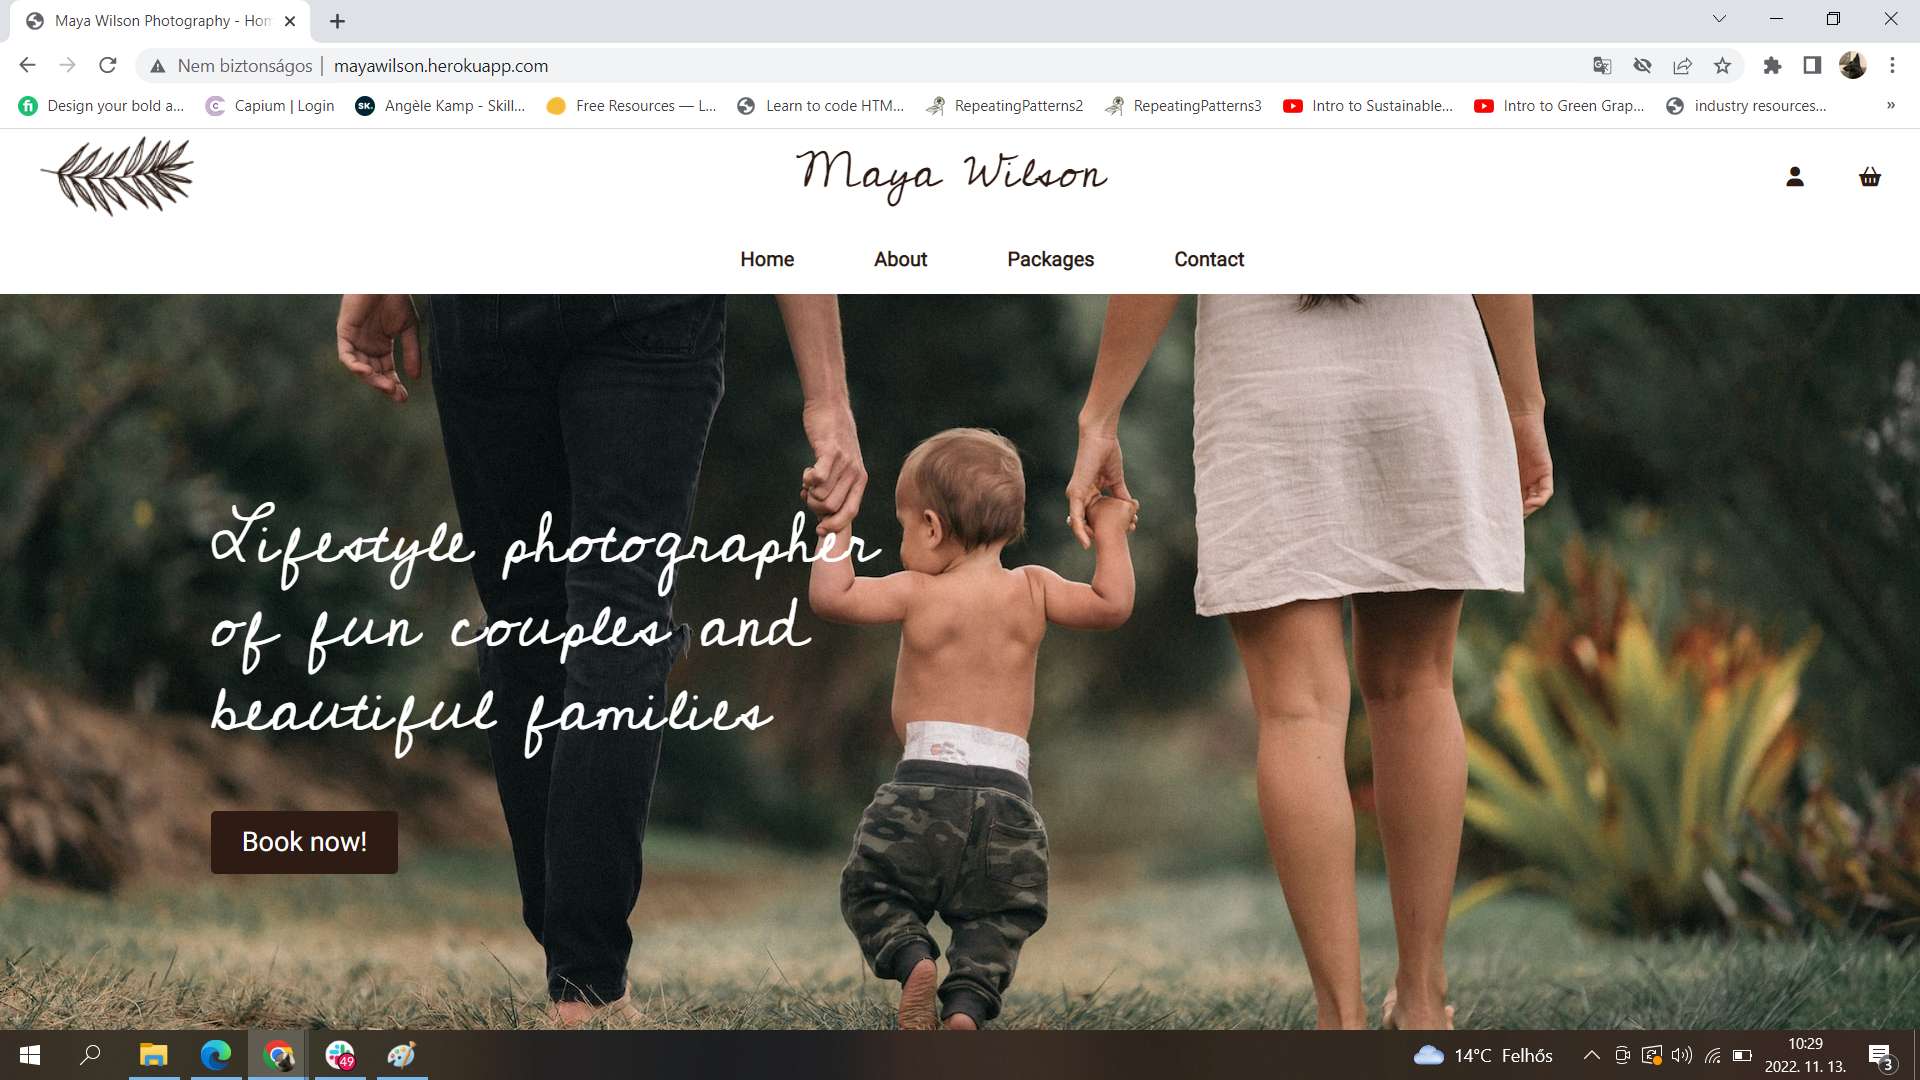 Maya Wilson Photography - Hom
Nem biztonságos | mayawilson.herokuapp.com
Design your bold a... Capium | Login SK. Angèle Kamp - Skill... Free Resources — L... Learn to code HTM... RepeatingPatterns2 RepeatingPatterns3 Intro to Sustainable... Intro to Green Grap... industry resources... »
Maya Wilson
Home About Packages Contact
Lifestyle photographer
of fun couples and
beautiful families
Book now!
49
14°C Felhős
10:29
2022. 11. 13.
3